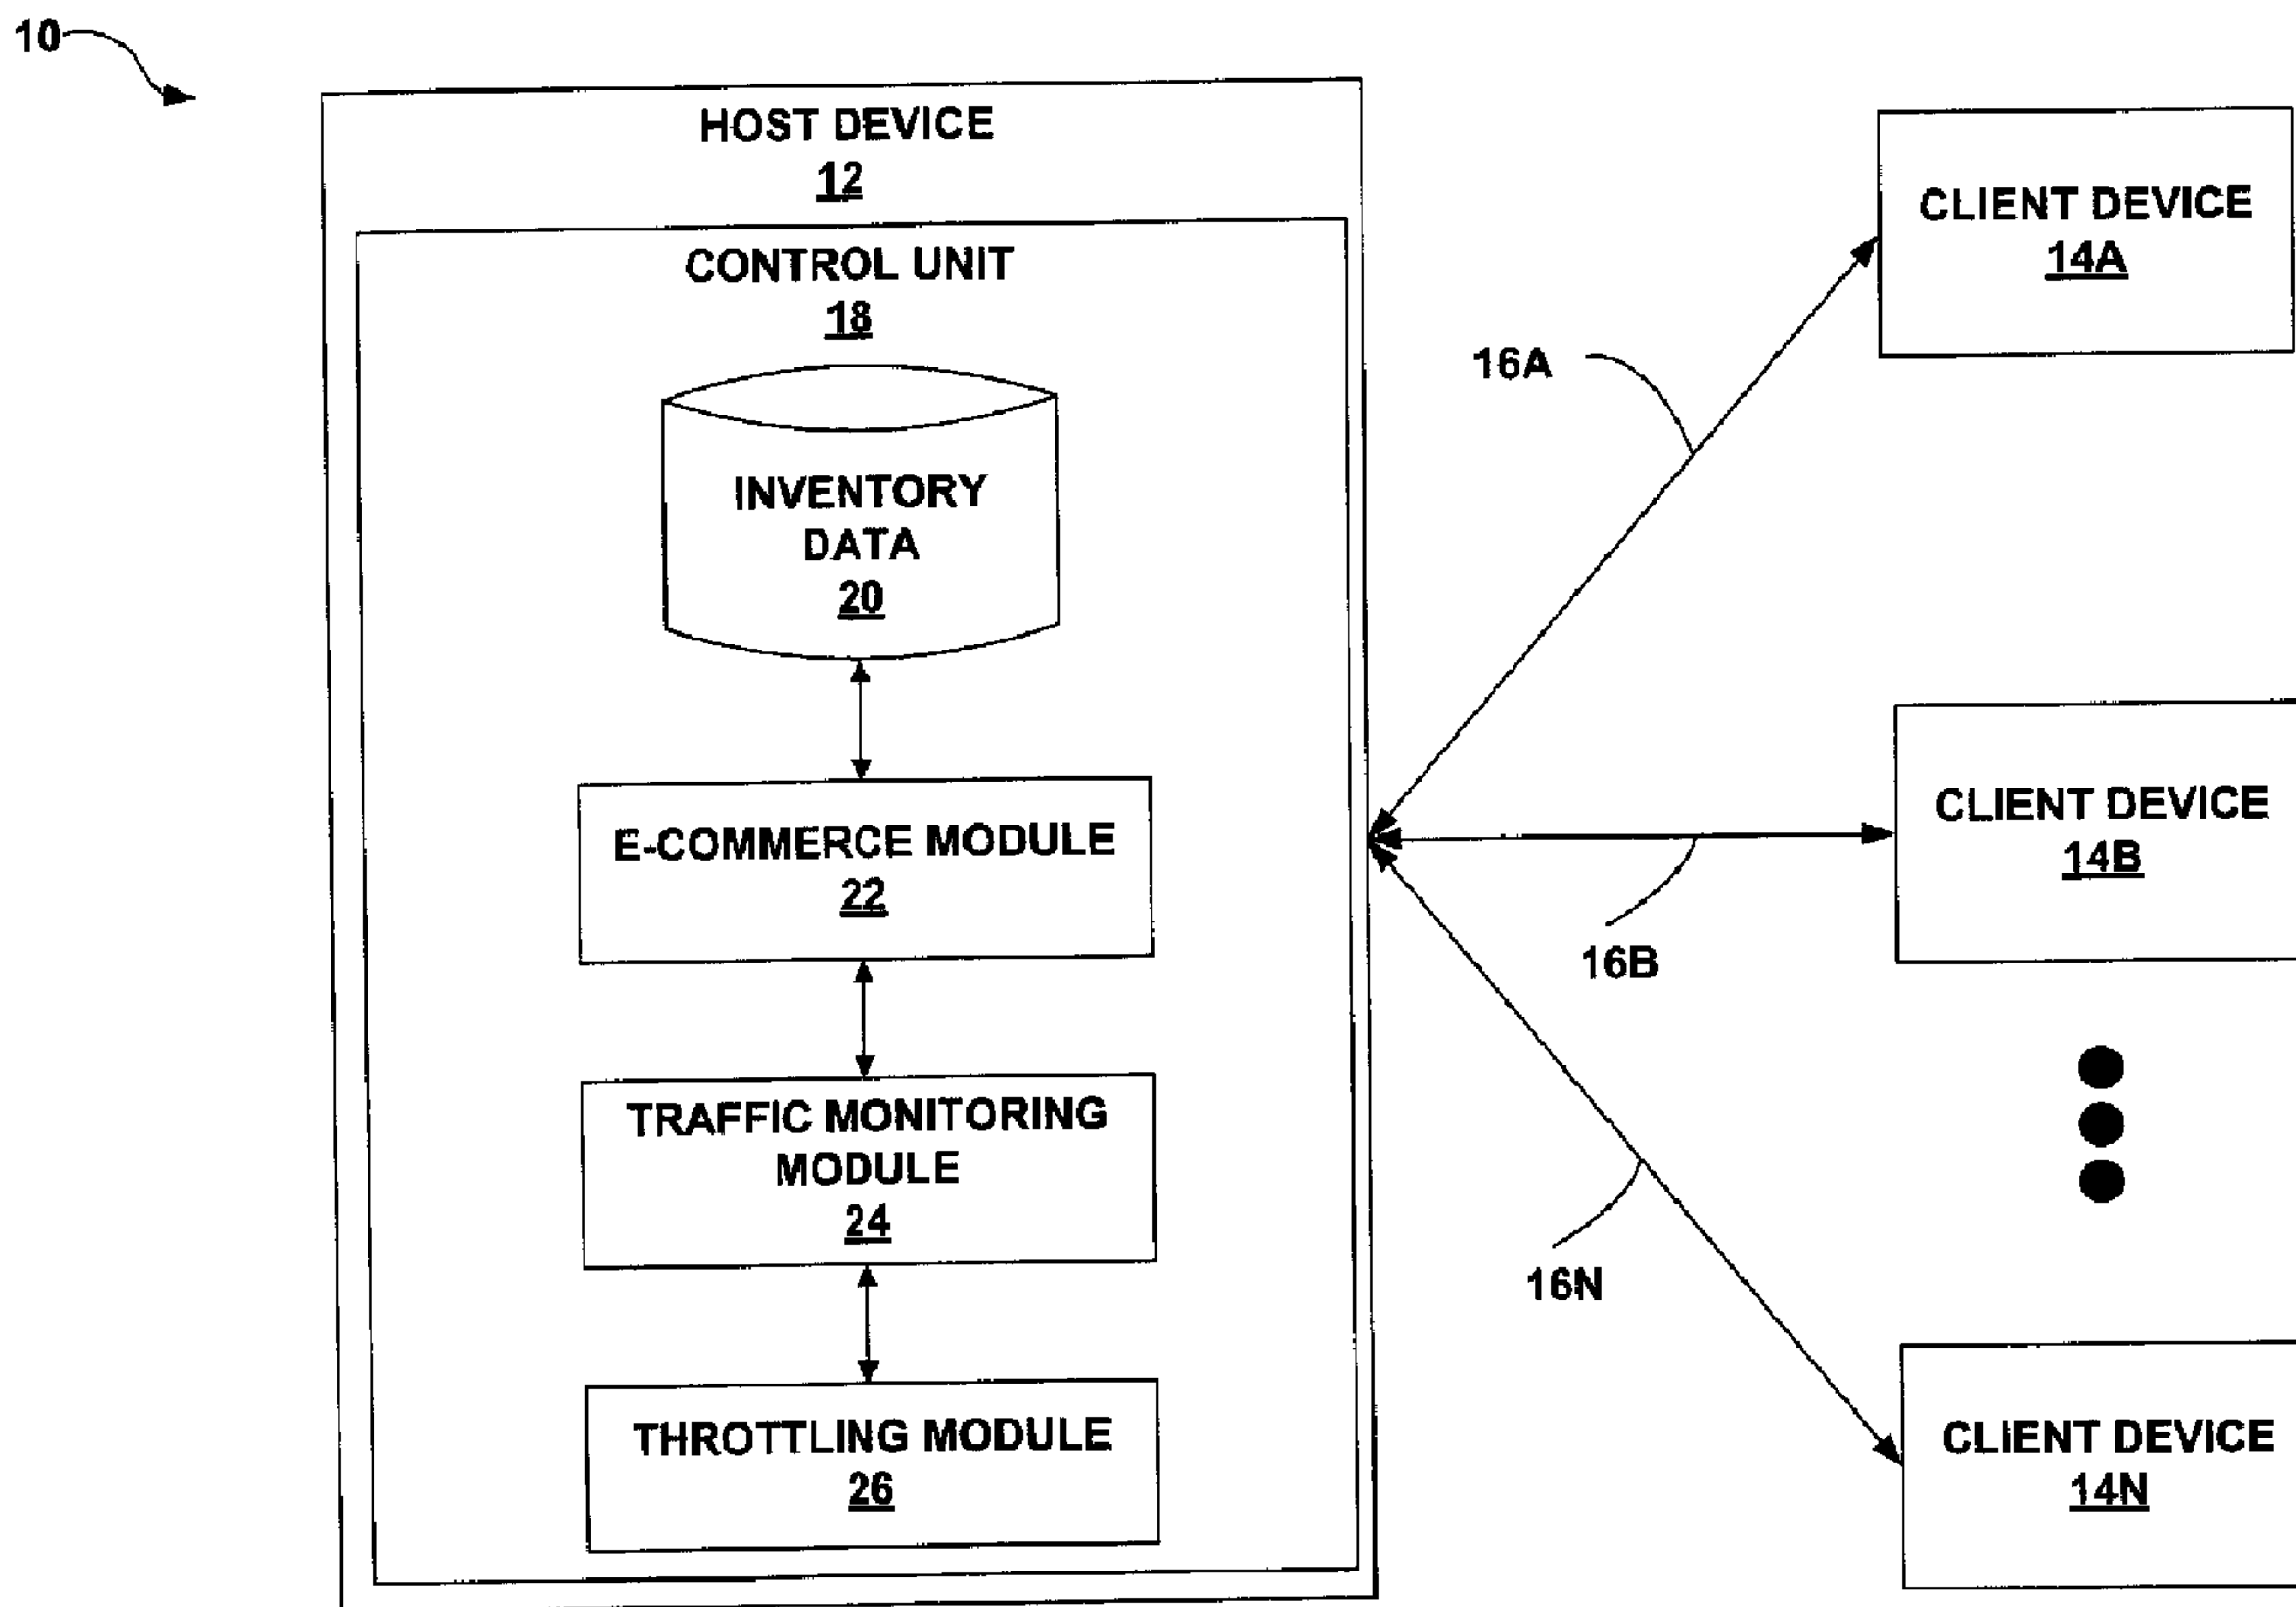 10
HOST DEVICE
12
CONTROL UNIT
18
INVENTORY
DATA
20
E-COMMERCE MODULE
22
TRAFFIC MONITORING
MODULE
24
THROTTLING MODULE
26
16A
16B
16N
CLIENT DEVICE
14A
CLIENT DEVICE
14B
CLIENT DEVICE
14N